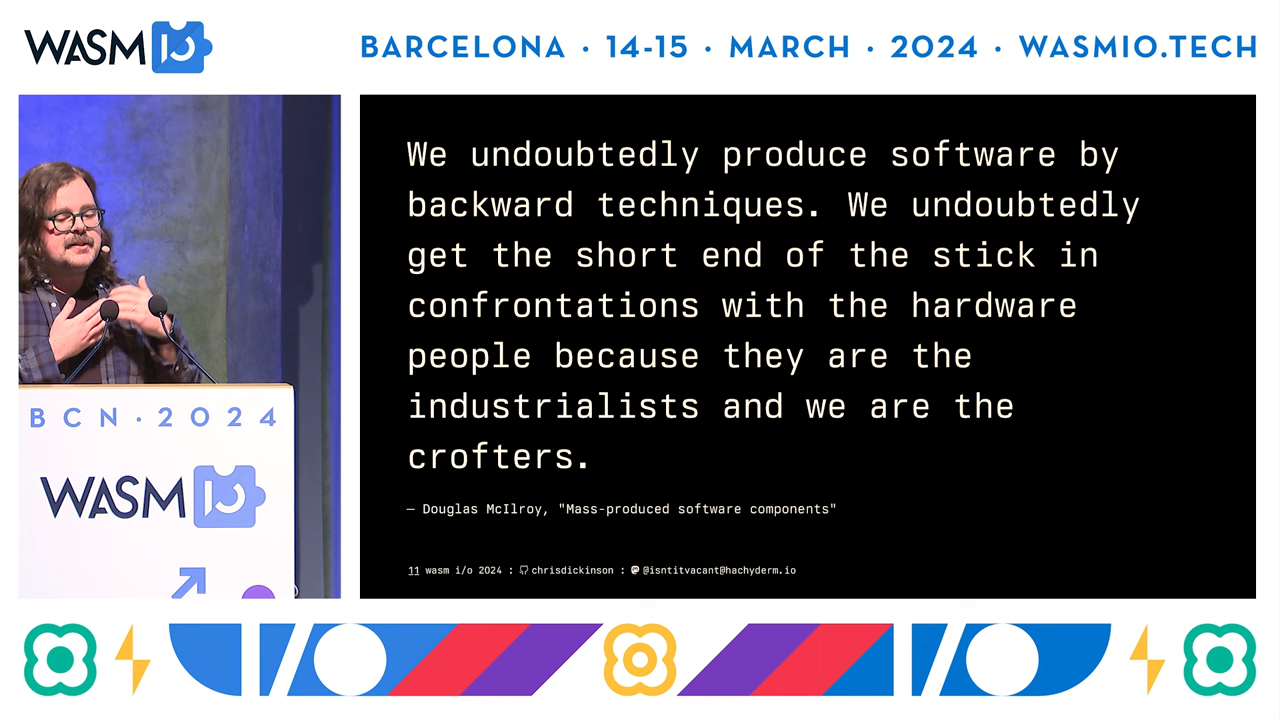 WASM IO
BARCELONA · 14-15 · MARCH · 2024 · WASMIO.TECH
We undoubtedly produce software by
backward techniques. We undoubtedly
get the short end of the stick in
confrontations with the hardware
people because they are the
industrialists and we are the
crofters.
— Douglas McIlroy, "Mass-produced software components"
11 wasm i/o 2024 : chrisdickinson : @isntitvacant@hachyderm.io
BCN·2024
WASM IO
I/O
I/O